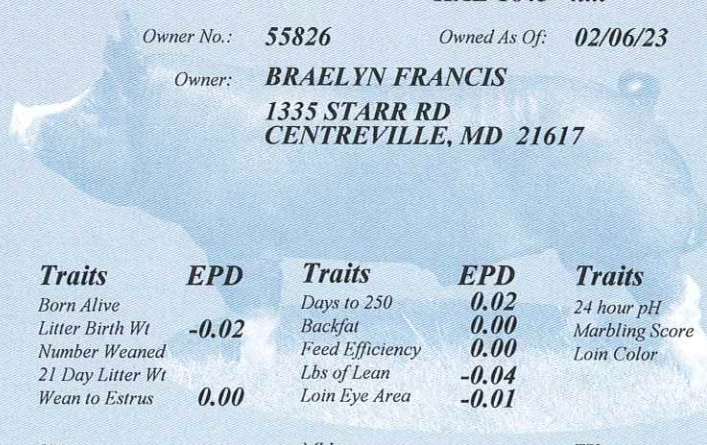 Owner No.: 55826 Owned As Of: 02/06/23
Owner: BRAELYN FRANCIS
1335 STARR RD
CENTREVILLE, MD 21617
Traits EPD Traits EPD Traits
Born Alive Days to 250 0.02 24 hour pH
Litter Birth Wt -0.02 Backfat 0.00 Marbling Score
Number Weaned Feed Efficiency 0.00 Loin Color
21 Day Litter Wt Lbs of Lean -0.04
Wean to Estrus 0.00 Loin Eye Area -0.01